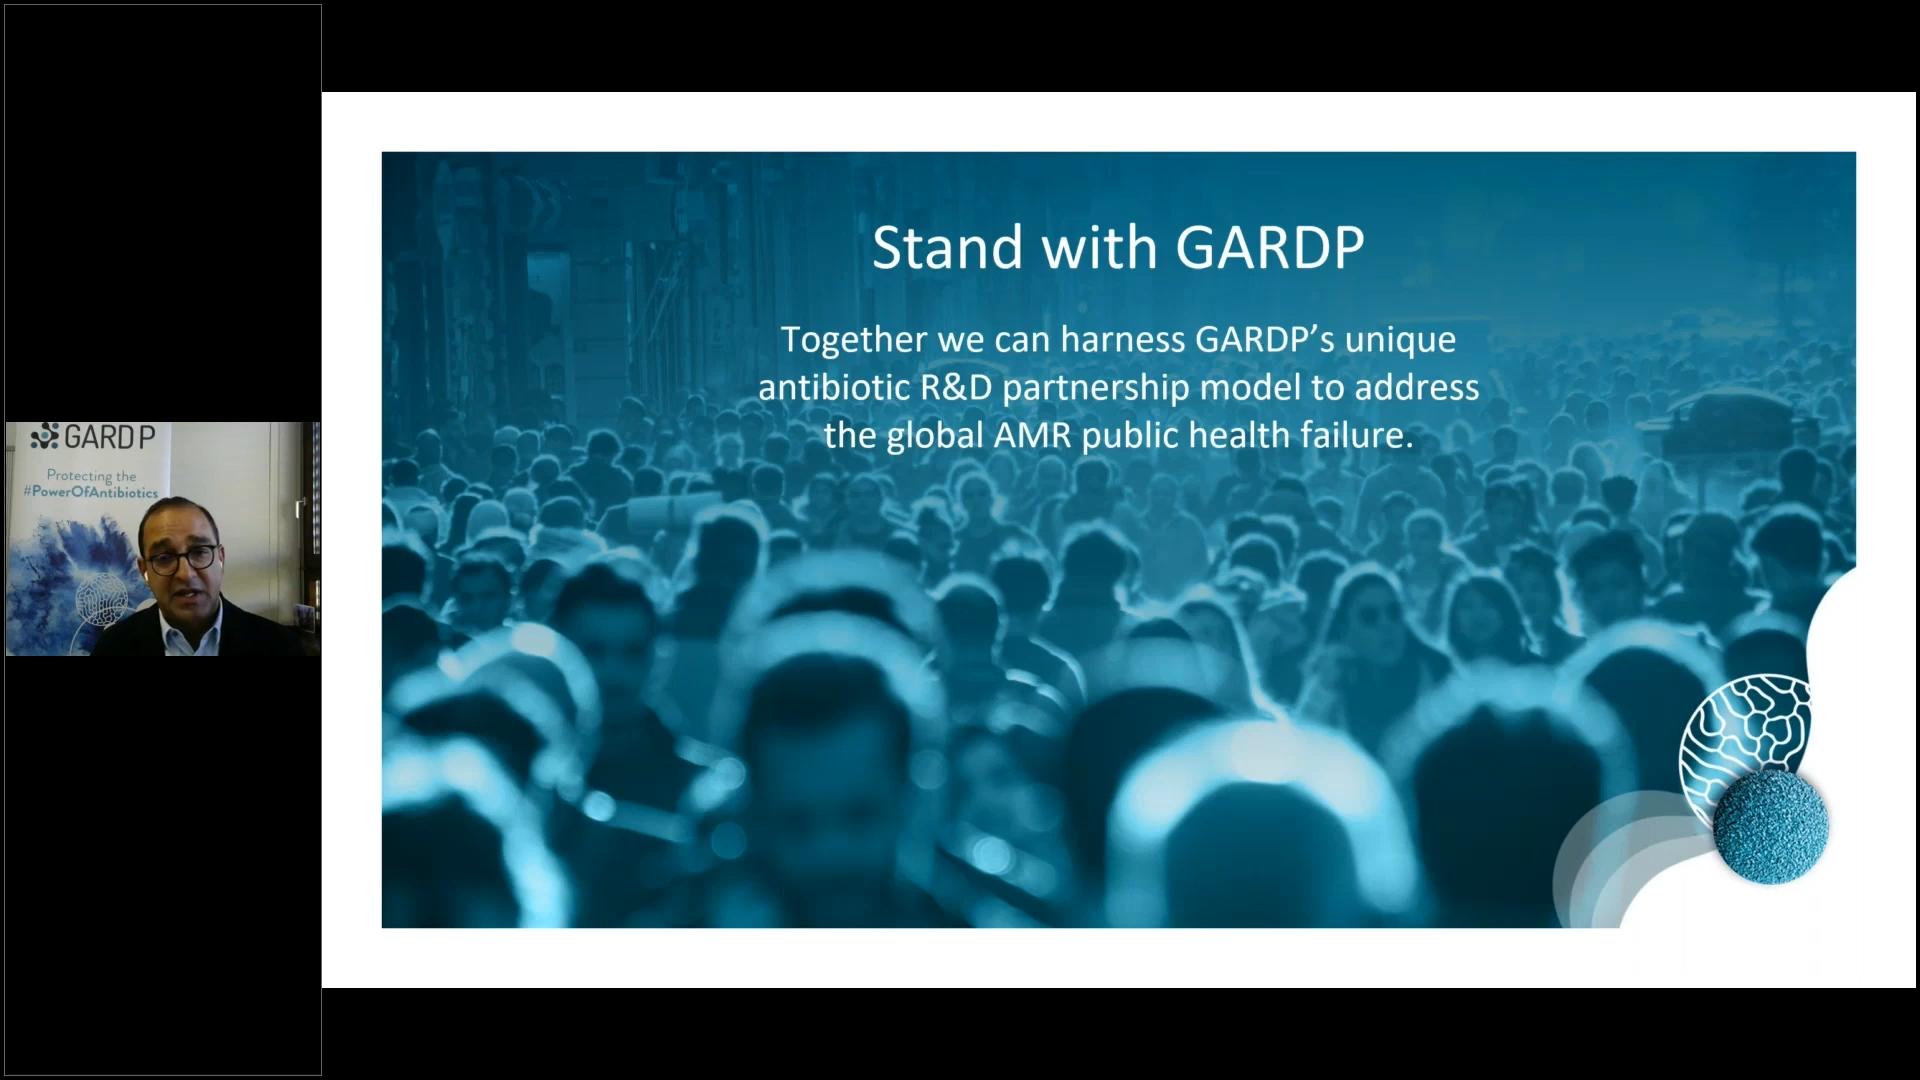 GARDP
Protecting the
#PowerOfAntibiotics
Stand with GARDP
Together we can harness GARDP’s unique
antibiotic R&D partnership model to address
the global AMR public health failure.